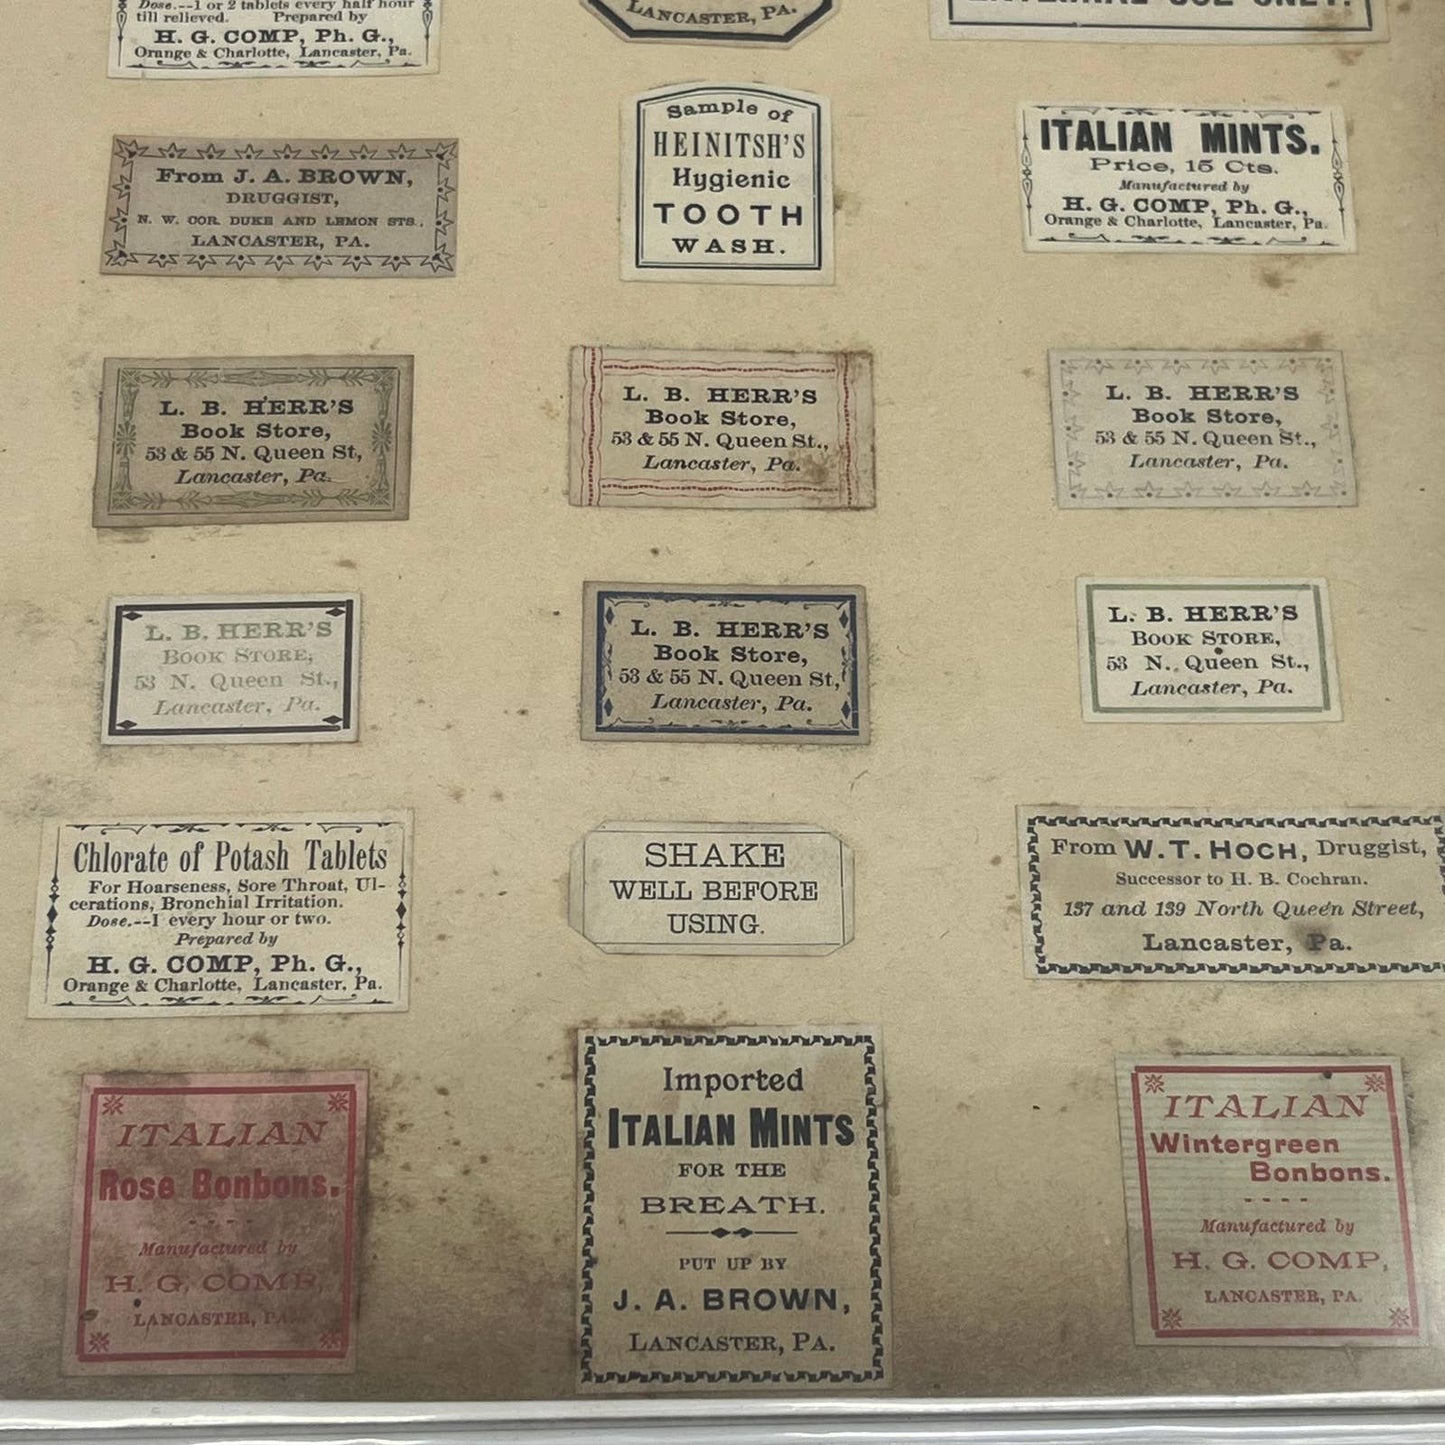 Dose.--1 or 2 tablets every half hour
till relieved. Prepared by
H. G. COMP, Ph. G.,
Orange & Charlotte, Lancaster, Pa.
LANCASTER, PA.
From J. A. BROWN,
DRUGGIST,
N. W. COR. DUKE AND LEMON STS.,
LANCASTER, PA.
Sample of
HEINITSH'S
Hygienic
TOOTH
WASH.
ITALIAN MINTS.
Price, 15 Cts.
Manufactured by
H. G. COMP, Ph. G.,
Orange & Charlotte, Lancaster, Pa.
L. B. HERR'S
Book Store,
53 & 55 N. Queen St,
Lancaster, Pa.
L. B. HERR'S
Book Store,
53 & 55 N. Queen St.,
Lancaster, Pa.
L. B. HERR'S
Book Store,
53 & 55 N. Queen St.,
Lancaster, Pa.
L. B. HERR'S
BOOK STORE,
53 N. Queen St.,
Lancaster, Pa.
L. B. HERR'S
Book Store,
53 & 55 N. Queen St,
Lancaster, Pa.
L. B. HERR'S
BOOK STORE,
53 N. Queen St.,
Lancaster, Pa.
Chlorate of Potash Tablets
For Hoarseness, Sore Throat, Ul-
cerations, Bronchial Irritation.
Dose.--1 every hour or two.
Prepared by
H. G. COMP, Ph. G.,
Orange & Charlotte, Lancaster, Pa.
SHAKE
WELL BEFORE
USING.
From W. T. HOCH, Druggist,
Successor to H. B. Cochran.
137 and 139 North Queen Street,
Lancaster, Pa.
ITALIAN
Rose Bonbons.
Manufactured by
H. G. COMP,
LANCASTER, PA.
Imported
ITALIAN MINTS
FOR THE
BREATH.
PUT UP BY
J. A. BROWN,
LANCASTER, PA.
ITALIAN
Wintergreen
Bonbons.
Manufactured by
H. G. COMP,
LANCASTER, PA.